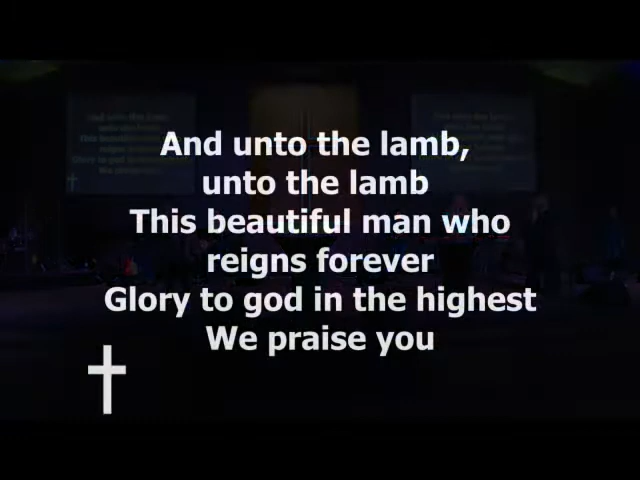 And unto the lamb,
unto the lamb
This beautiful man who
reigns forever
Glory to god in the highest
We praise you